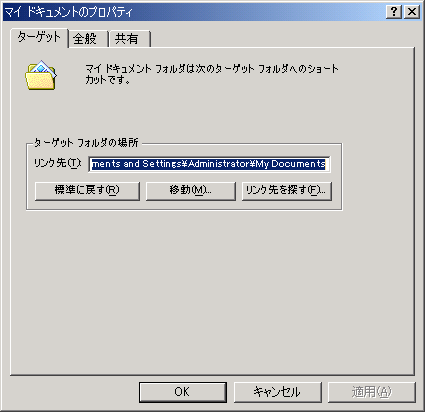 マイ ドキュメントのプロパティ
ターゲット 全般 共有
マイ ドキュメント フォルダは次のターゲット フォルダへのショート
カットです。
ターゲット フォルダの場所
リンク先(T): ments and Settings¥Administrator¥My Documents
標準に戻す(R) 移動(M)... リンク先を探す(F)...
OK キャンセル 適用(A)